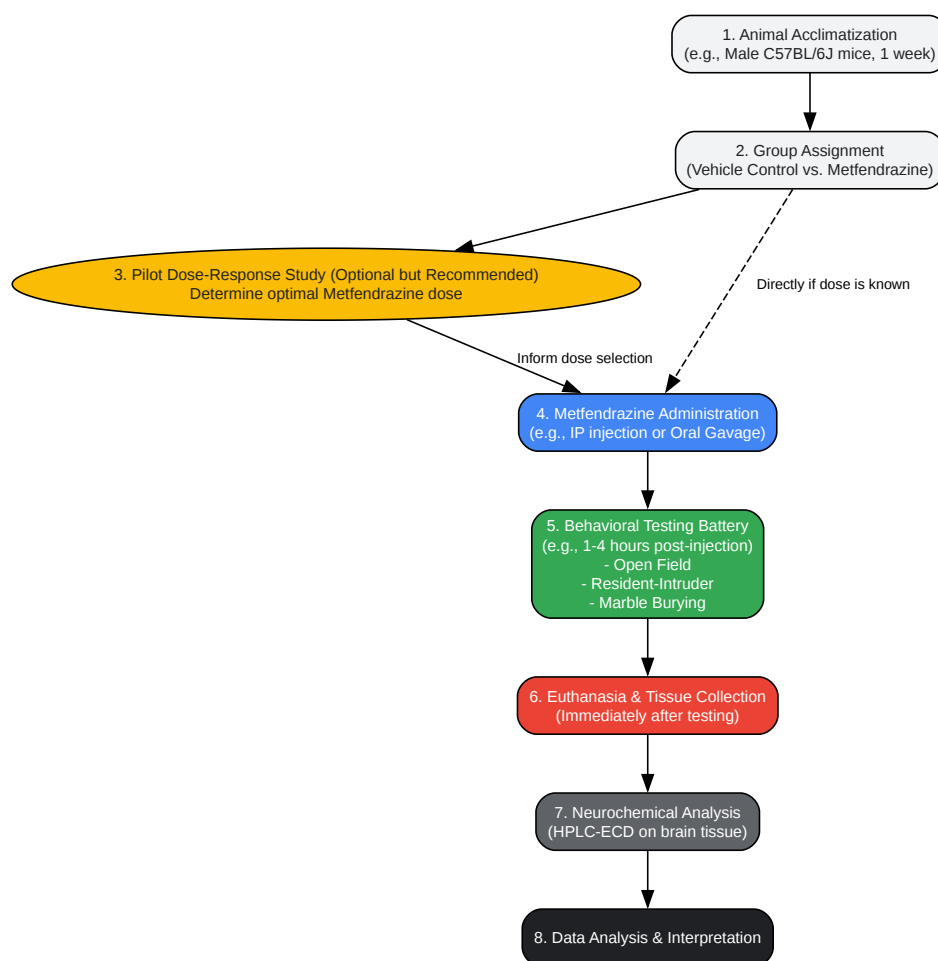 1. Animal Acclimatization
(e.g., Male C57BL/6J mice, 1 week)
2. Group Assignment
(Vehicle Control vs. Metfendrazine)
3. Pilot Dose-Response Study (Optional but Recommended)
Determine optimal Metfendrazine dose
Directly if dose is known
Inform dose selection
4. Metfendrazine Administration
(e.g., IP injection or Oral Gavage)
5. Behavioral Testing Battery
(e.g., 1-4 hours post-injection)
- Open Field
- Resident-Intruder
- Marble Burying
6. Euthanasia & Tissue Collection
(Immediately after testing)
7. Neurochemical Analysis
(HPLC-ECD on brain tissue)
8. Data Analysis & Interpretation